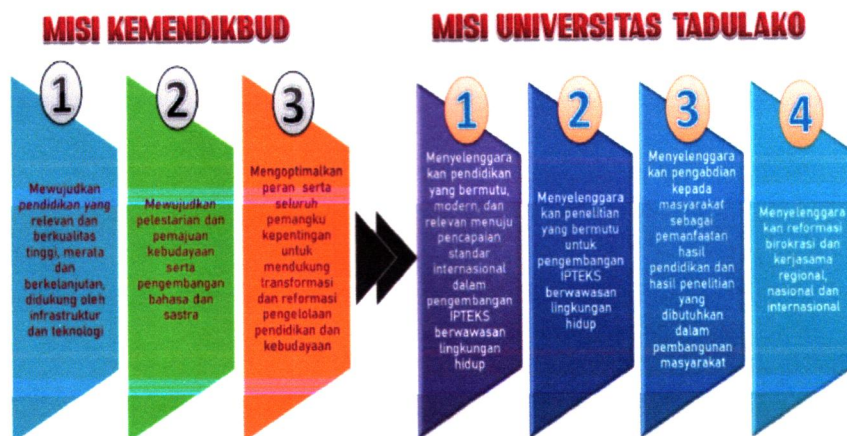 MISI KEMENDIKBUD
1
Mewujudkan
pendidikan yang
relevan dan
berkualitas
tinggi, merata
dan
berkelanjutan,
didukung oleh
infrastruktur
dan teknologi
2
Mewujudkan
pelestarian dan
pemajuan
kebudayaan
serta
pengembangan
bahasa dan
sastra
3
Mengoptimalkan
peran serta
seluruh
pemangku
kepentingan
untuk
mendukung
transformasi
dan reformasi
pengelolaan
pendidikan dan
kebudayaan
MISI UNIVERSITAS TADULAKO
1
Menyelenggara
kan pendidikan
yang bermutu,
modern, dan
relevan menuju
pencapaian
standar
internasional
dalam
pengembangan
IPTEKS
berwawasan
lingkungan
hidup
2
Menyelenggara
kan penelitian
yang bermutu
untuk
pengembangan
IPTEKS
berwawasan
lingkungan
hidup
3
Menyelenggara
kan pengabdian
kepada
masyarakat
sebagai
pemanfaatan
hasil
pendidikan dan
hasil penelitian
yang
dibutuhkan
dalam
pembangunan
masyarakat
4
Menyelenggara
kan reformasi
birokrasi dan
kerjasama
regional,
nasional dan
internasional